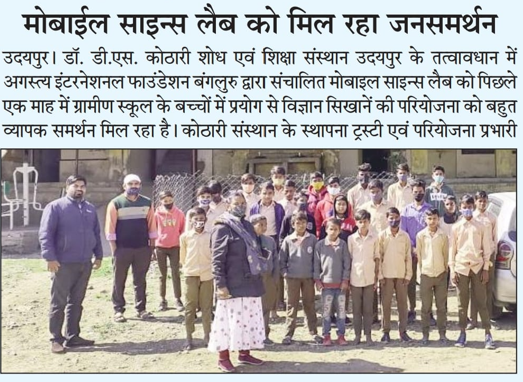 मोबाईल साइन्स लैब को मिल रहा जनसमर्थन
उदयपुर। डॉ. डी.एस. कोठारी शोध एवं शिक्षा संस्थान उदयपुर के तत्वावधान में
अगस्त्य इंटरनेशनल फाउंडेशन बंगलुरु द्वारा संचालित मोबाइल साइन्स लैब को पिछले
एक माह में ग्रामीण स्कूल के बच्चों में प्रयोग से विज्ञान सिखानें की परियोजना को बहुत
व्यापक समर्थन मिल रहा है। कोठारी संस्थान के स्थापना ट्रस्टी एवं परियोजना प्रभारी